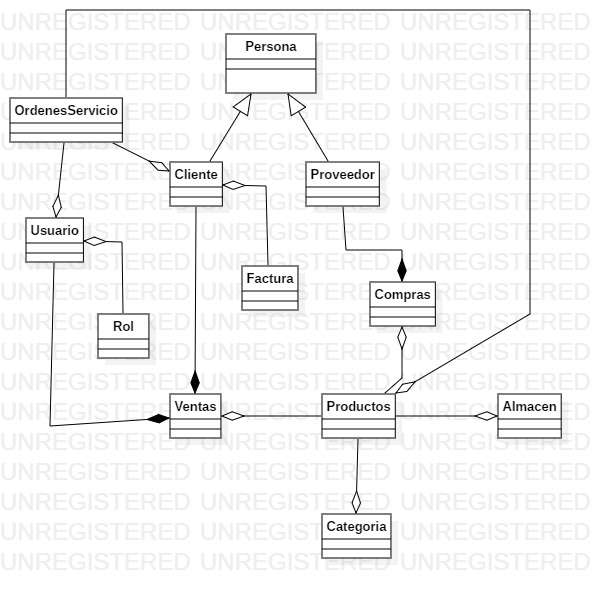 UNREGISTERED UNREGISTERED UNREGISTERED
Persona
OrdenesServicio
Cliente
Proveedor
Usuario
Factura
Compras
Rol
Ventas
Productos
Almacen
Categoria